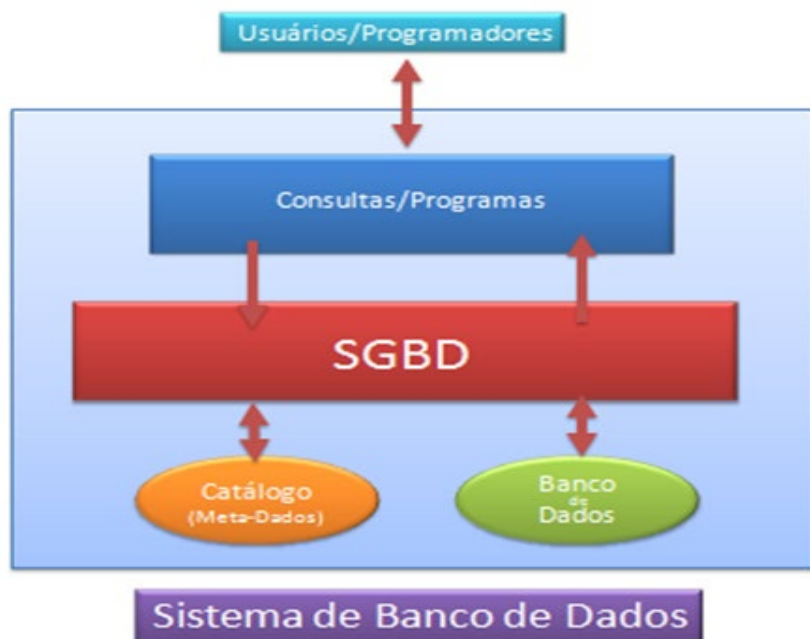 Usuários/Programadores
Consultas/Programas
SGBD
Catálogo
(Meta-Dados)
Banco
de
Dados
Sistema de Banco de Dados